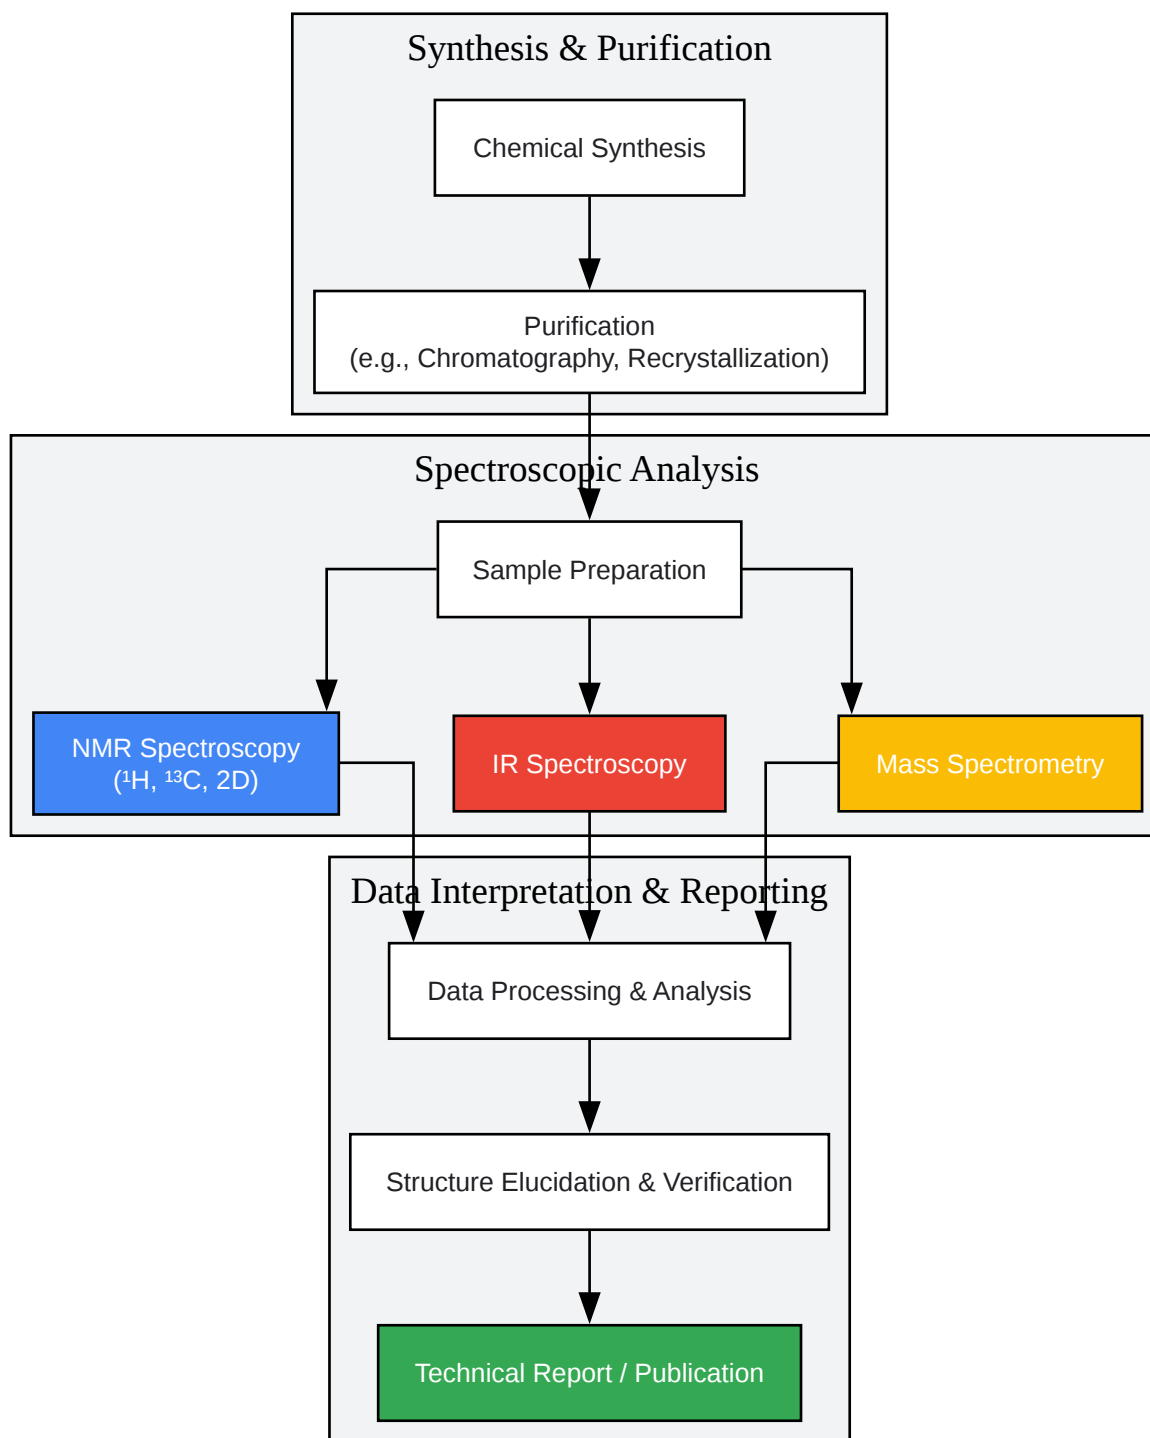 Synthesis & Purification
Chemical Synthesis
Purification
(e.g., Chromatography, Recrystallization)
Spectroscopic Analysis
Sample Preparation
NMR Spectroscopy
(¹H, ¹³C, 2D)
IR Spectroscopy
Mass Spectrometry
Data Interpretation & Reporting
Data Processing & Analysis
Structure Elucidation & Verification
Technical Report / Publication